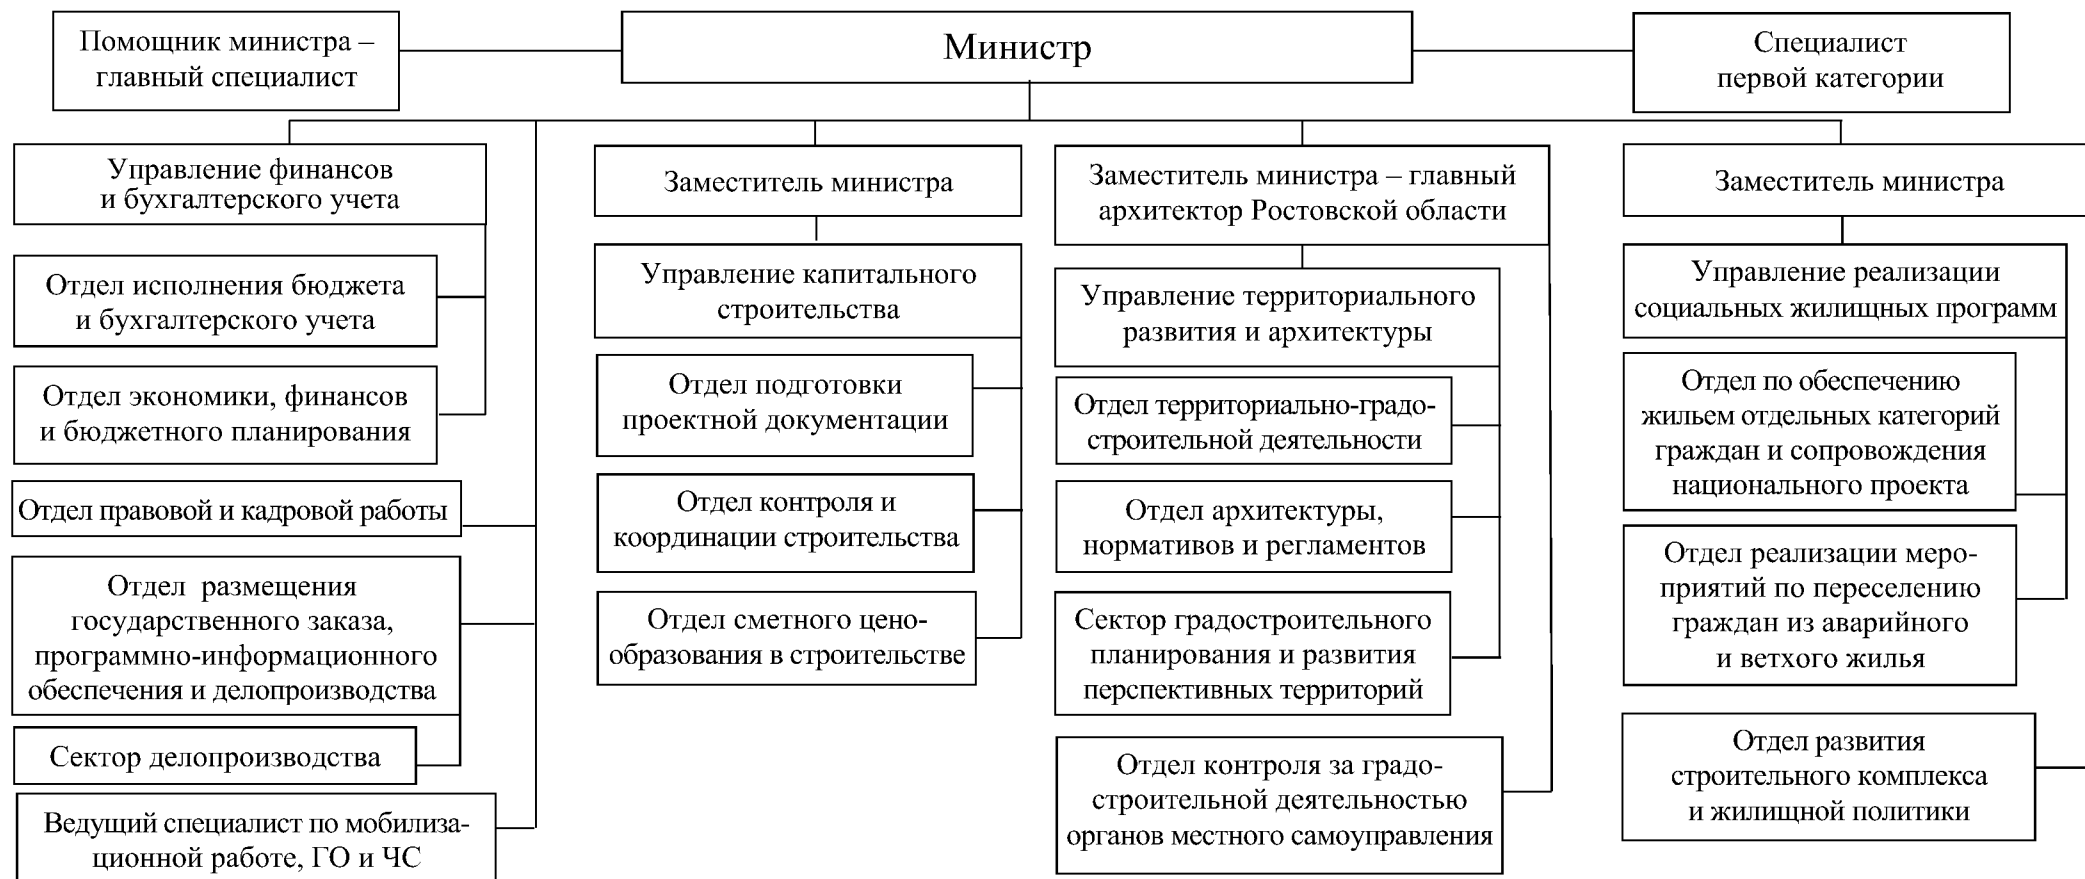 Помощник министра –
главный специалист
Министр
Специалист
первой категории
Управление финансов
и бухгалтерского учета
Отдел исполнения бюджета
и бухгалтерского учета
Отдел экономики, финансов
и бюджетного планирования
Отдел правовой и кадровой работы
Отдел размещения
государственного заказа,
программно-информационного
обеспечения и делопроизводства
Сектор делопроизводства
Ведущий специалист по мобилиза-
ционной работе, ГО и ЧС
Заместитель министра
Управление капитального
строительства
Отдел подготовки
проектной документации
Отдел контроля и
координации строительства
Отдел сметного цено-
образования в строительстве
Заместитель министра – главный
архитектор Ростовской области
Управление территориального
развития и архитектуры
Отдел территориально-градо-
строительной деятельности
Отдел архитектуры,
нормативов и регламентов
Сектор градостроительного
планирования и развития
перспективных территорий
Отдел контроля за градо-
строительной деятельностью
органов местного самоуправления
Заместитель министра
Управление реализации
социальных жилищных программ
Отдел по обеспечению
жильем отдельных категорий
граждан и сопровождения
национального проекта
Отдел реализации меро-
приятий по переселению
граждан из аварийного
и ветхого жилья
Отдел развития
строительного комплекса
и жилищной политики